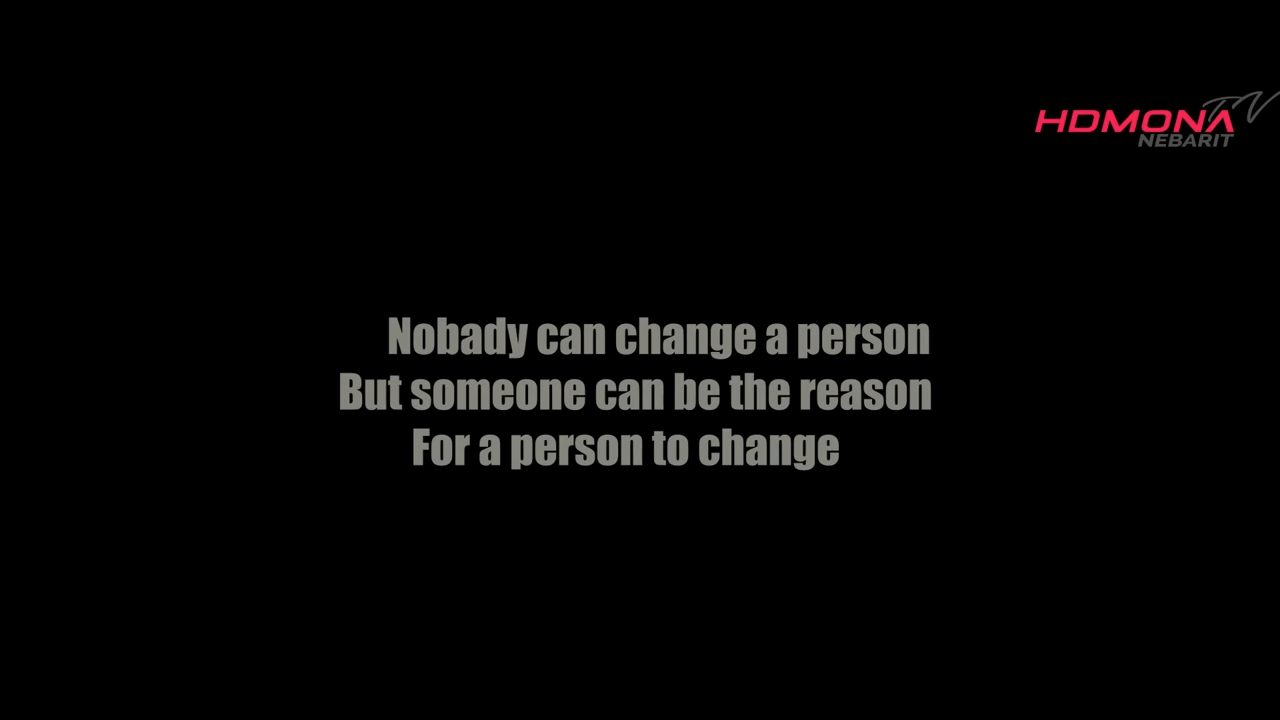 TV
HDMONA
NEBARIT
Nobady can change a person
But someone can be the reason
For a person to change